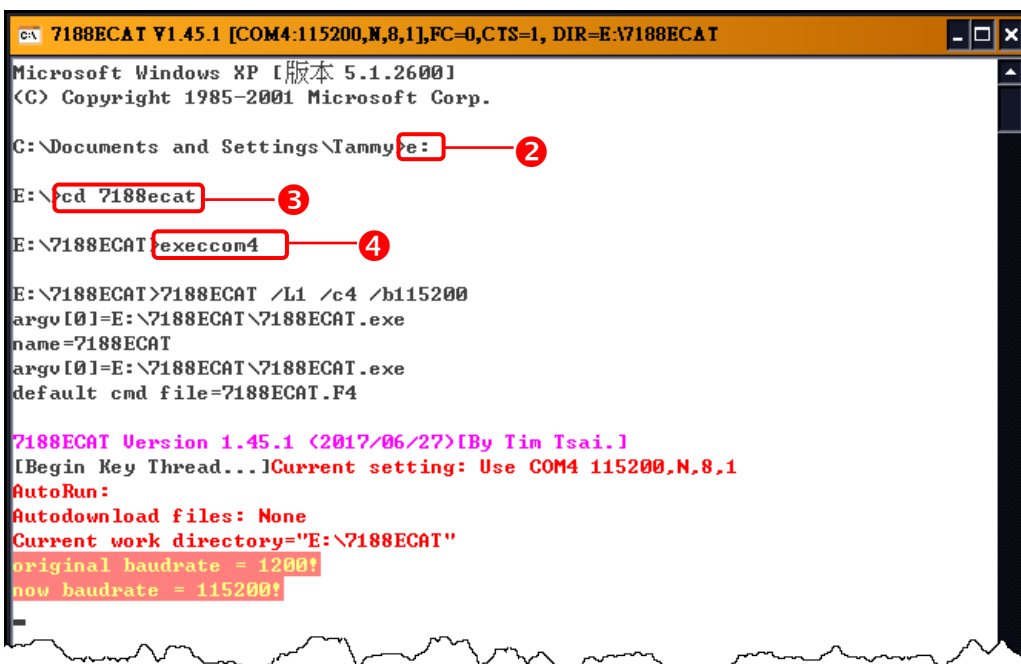 7188ECAT V1.45.1 [COM4:115200,N,8,1],FC=0,CTS=1, DIR=E:\7188ECAT
Microsoft Windows XP [版本 5.1.2600]
(C) Copyright 1985-2001 Microsoft Corp.
C:\Documents and Settings\Tammy>e:
2
E:\>cd 7188ecat
3
E:\7188ECAT>execcom4
4
E:\7188ECAT>7188ECAT /L1 /c4 /b115200
argv[0]=E:\7188ECAT\7188ECAT.exe
name=7188ECAT
argv[0]=E:\7188ECAT\7188ECAT.exe
default cmd file=7188ECAT.F4
7188ECAT Version 1.45.1 (2017/06/27)[By Tim Tsai.]
[Begin Key Thread...]Current setting: Use COM4 115200,N,8,1
AutoRun:
Autodownload files: None
Current work directory="E:\7188ECAT"
original baudrate = 1200!
now baudrate = 115200!